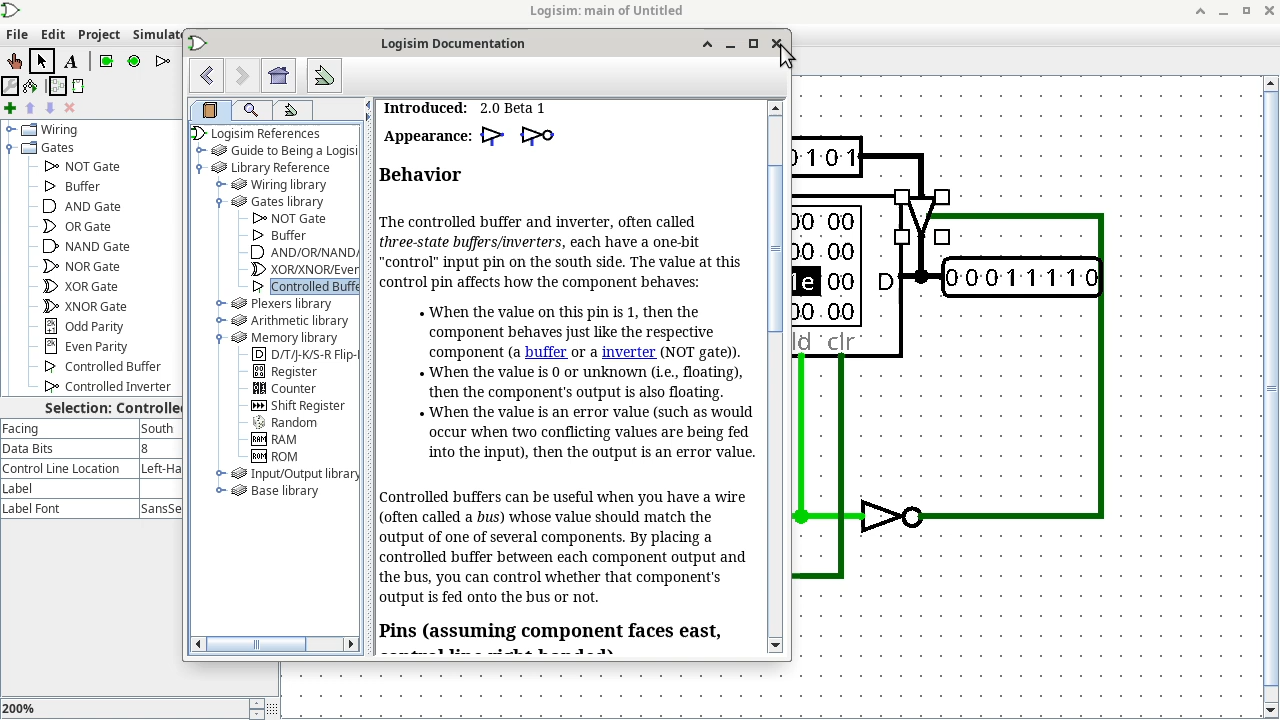 Logisim: main of Untitled
File Edit Project Simulat
Logisim Documentation
Wiring
Gates
NOT Gate
Buffer
AND Gate
OR Gate
NAND Gate
NOR Gate
XOR Gate
XNOR Gate
Odd Parity
Even Parity
Controlled Buffer
Controlled Inverter
Selection: Controlle
Facing South
Data Bits 8
Control Line Location Left-Ha
Label
Label Font SansSe
200%
Logisim References
Guide to Being a Logisi
Library Reference
Wiring library
Gates library
NOT Gate
Buffer
AND/OR/NAND/
XOR/XNOR/Ever
Controlled Buffe
Plexers library
Arithmetic library
Memory library
D/T/J-K/S-R Flip-F
Register
Counter
Shift Register
Random
RAM RAM
ROM ROM
Input/Output library
Base library
Introduced: 2.0 Beta 1
Appearance:
Behavior
The controlled buffer and inverter, often called
three-state buffers/inverters, each have a one-bit
"control" input pin on the south side. The value at this
control pin affects how the component behaves:
• When the value on this pin is 1, then the
component behaves just like the respective
component (a buffer or a inverter (NOT gate)).
• When the value is 0 or unknown (i.e., floating),
then the component's output is also floating.
• When the value is an error value (such as would
occur when two conflicting values are being fed
into the input), then the output is an error value.
Controlled buffers can be useful when you have a wire
(often called a bus) whose value should match the
output of one of several components. By placing a
controlled buffer between each component output and
the bus, you can control whether that component's
output is fed onto the bus or not.
Pins (assuming component faces east,
control line right-handed)
0 1 0 1
00 00
00 00
1e 00
00 00
D
0 0 0 1 1 1 1 0
ld clr